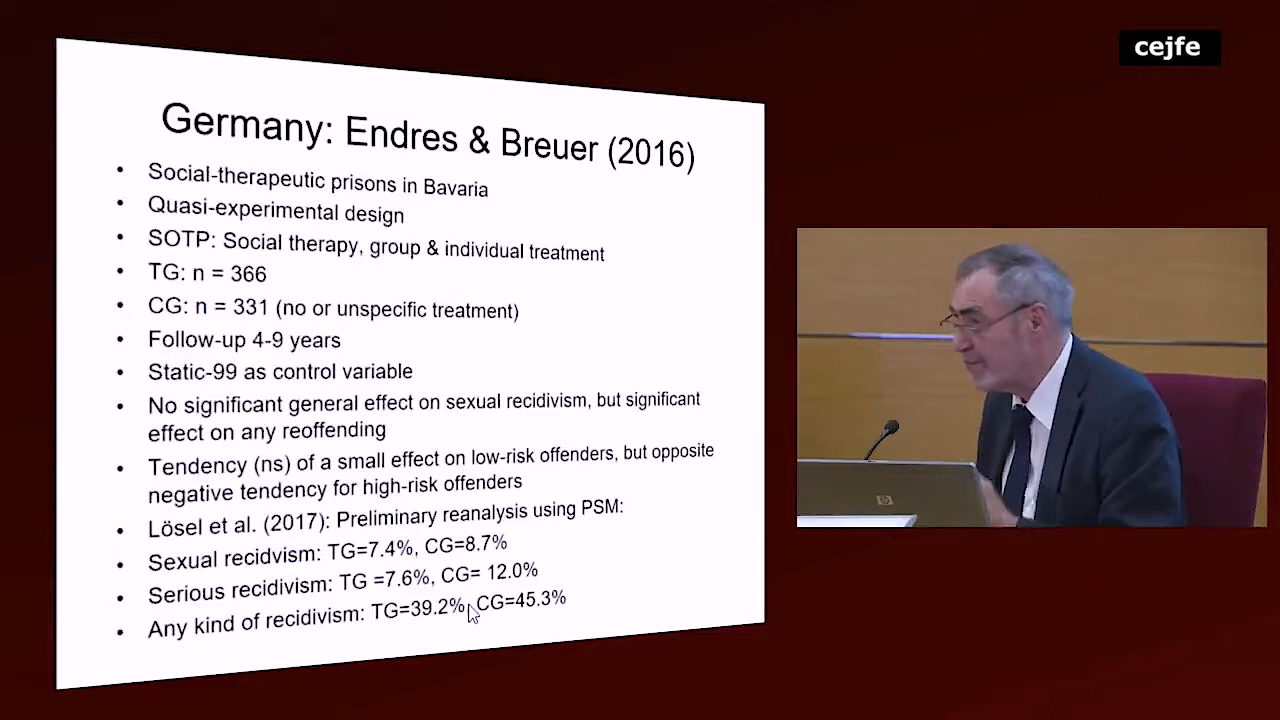 cejfe
Germany: Endres & Breuer (2016)
• Social-therapeutic prisons in Bavaria
• Quasi-experimental design
• SOTP: Social therapy, group & individual treatment
• TG: n = 366
• CG: n = 331 (no or unspecific treatment)
• Follow-up 4-9 years
• Static-99 as control variable
• No significant general effect on sexual recidivism, but significant
effect on any reoffending
• Tendency (ns) of a small effect on low-risk offenders, but opposite
negative tendency for high-risk offenders
• Lösel et al. (2017): Preliminary reanalysis using PSM:
• Sexual recidvism: TG=7.4%, CG=8.7%
• Serious recidivism: TG =7.6%, CG= 12.0%
• Any kind of recidivism: TG=39.2%, CG=45.3%
hp